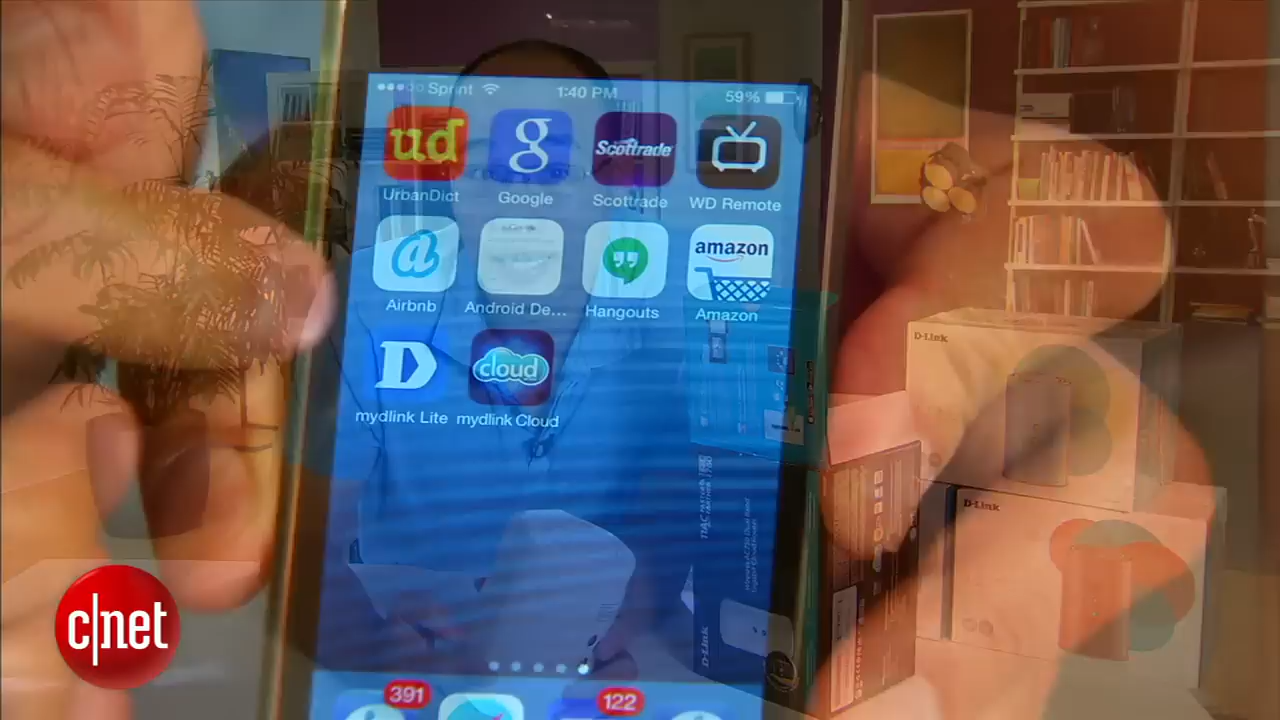 Sprint 1:40 PM 59%
ud g Scottrade
UrbanDict Google Scottrade WD Remote
a amazon
Airbnb Android De... Hangouts Amazon
D cloud
mydlink Lite mydlink Cloud
391 122
D-Link
D-Link
D-Link
c|net